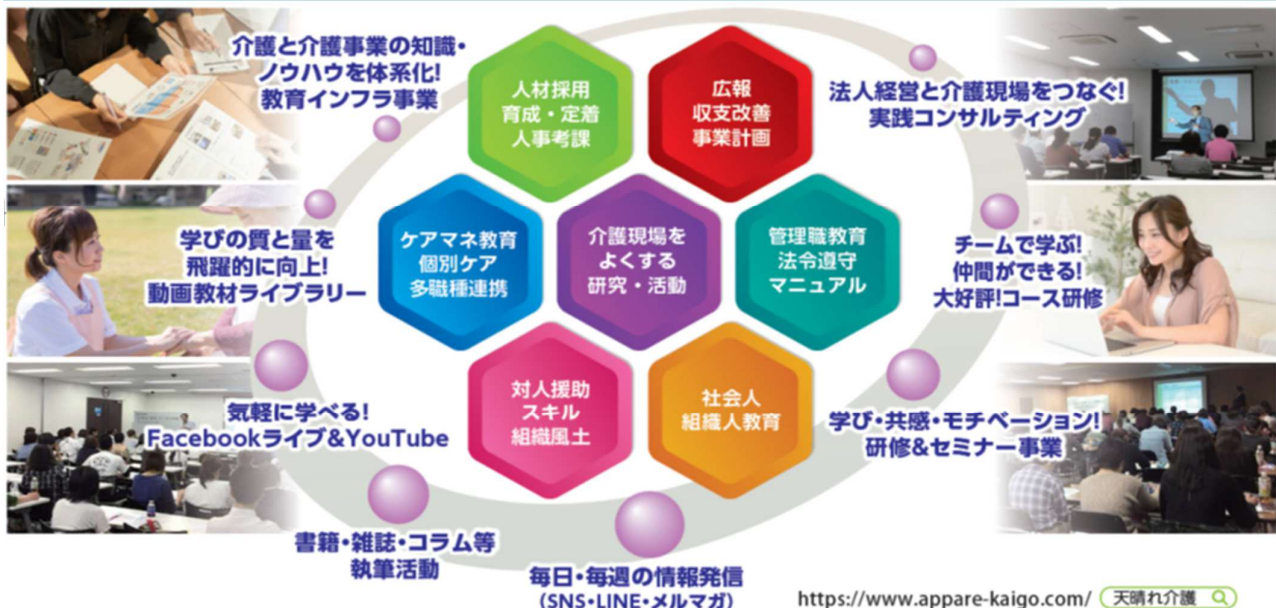 介護と介護事業の知識・
ノウハウを体系化!
教育インフラ事業
人材採用
育成・定着
人事考課
広報
収支改善
事業計画
法人経営と介護現場をつなぐ!
実践コンサルティング
学びの質と量を
飛躍的に向上!
動画教材ライブラリー
ケアマネ教育
個別ケア
多職種連携
介護現場を
よくする
研究・活動
管理職教育
法令遵守
マニュアル
チームで学ぶ!
仲間ができる!
大好評!コース研修
気軽に学べる!
Facebookライブ&YouTube
対人援助
スキル
組織風土
社会人
組織人教育
学び・共感・モチベーション!
研修&セミナー事業
書籍・雑誌・コラム等
執筆活動
毎日・毎週の情報発信
(SNS・LINE・メルマガ)
https://www.appare-kaigo.com/ 天晴れ介護